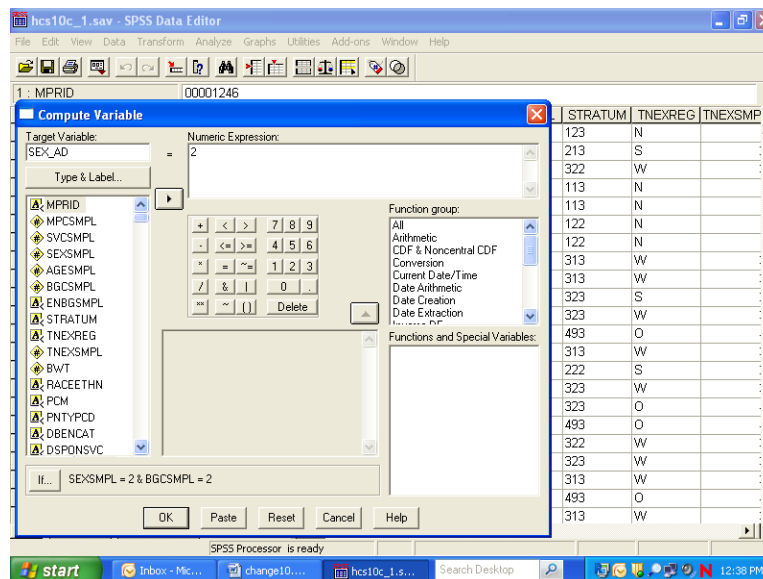 hcs10c_1.sav - SPSS Data Editor
File Edit View Data Transform Analyze Graphs Utilities Add-ons Window Help
1 : MPRID 00001246
Compute Variable
STRATUM TNEXREG TNEXSMP
Target Variable: Numeric Expression:
SEX_AD = 2
Type & Label...
MPRID
MPCSMPL
SVCSMPL
SEXSMPL
AGESMPL
BGCSMPL
ENBGSMPL
STRATUM
TNEXREG
TNEXSMPL
BWT
RACEETHN
PCM
PNTYPCD
DBENCAT
DSPONSVC
+ < > 7 8 9
- <= >= 4 5 6
* = ~= 1 2 3
/ & | 0 .
** ~ () Delete
Function group:
All
Arithmetic
CDF & Noncentral CDF
Conversion
Current Date/Time
Date Arithmetic
Date Creation
Date Extraction
Functions and Special Variables:
If... SEXSMPL = 2 & BGCSMPL = 2
OK Paste Reset Cancel Help
123 N
213 S
322 W
113 N
113 N
122 N
122 N
313 W
313 W
323 S
323 W
493 O
313 W
222 S
323 W
323 O
493 O
322 W
323 W
313 W
493 O
313 W
SPSS Processor is ready
start Inbox - Mic... change10.... hcs10c_1.s... Search Desktop 12:38 PM